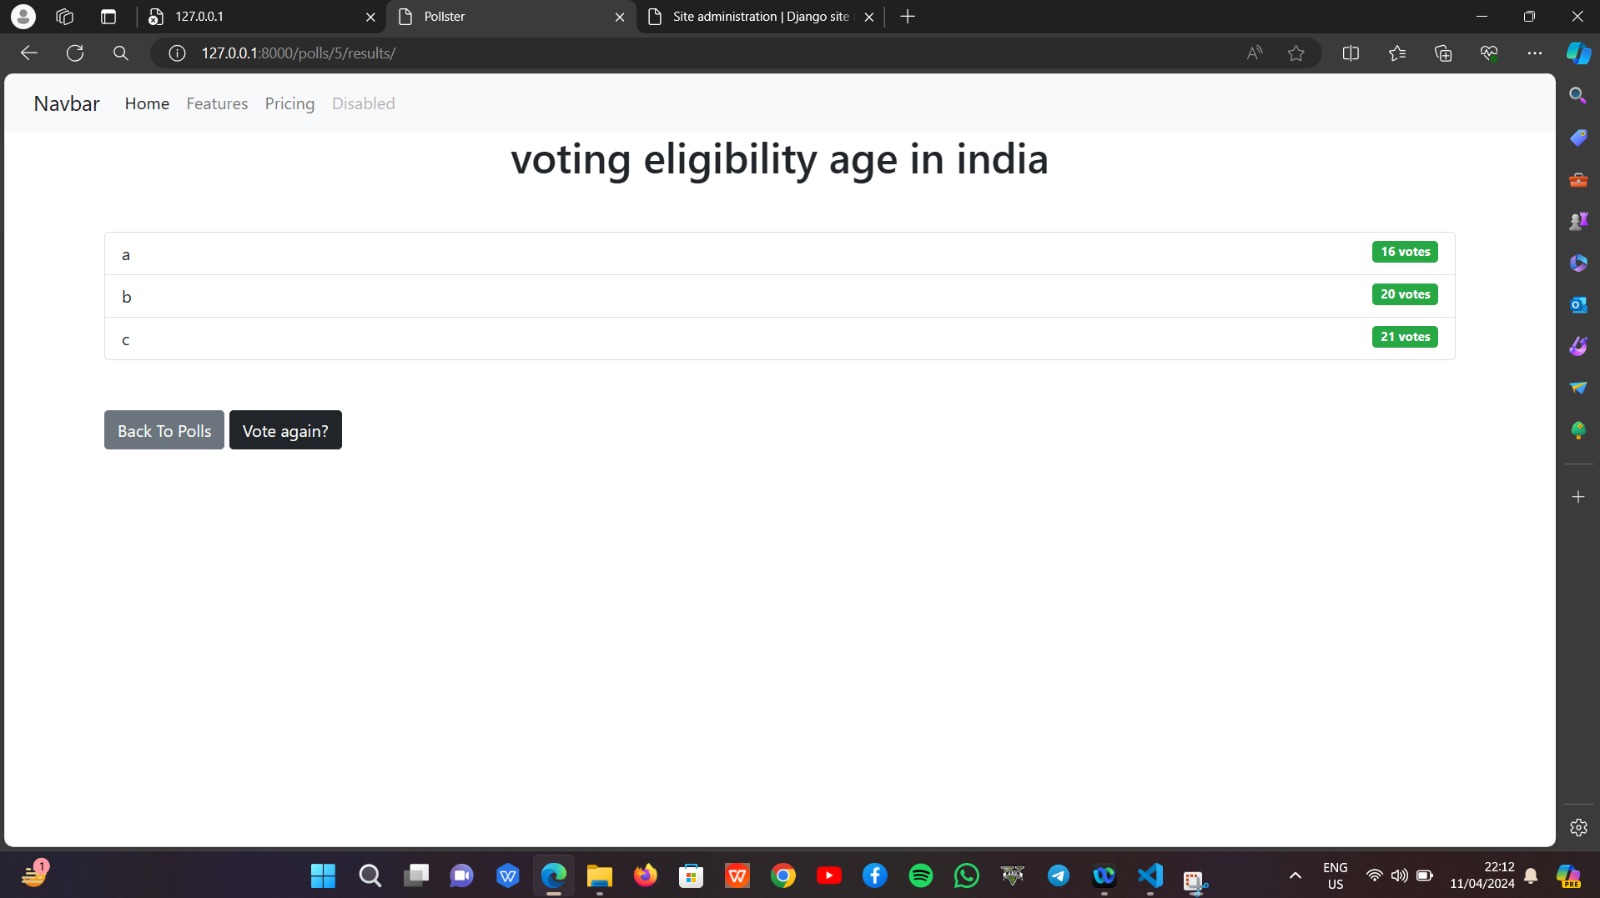 127.0.0.1
Pollster
Site administration | Django site
127.0.0.1:8000/polls/5/results/
Navbar Home Features Pricing Disabled
voting eligibility age in india
a 16 votes
b 20 votes
c 21 votes
Back To Polls Vote again?
1
ENG
US
22:12
11/04/2024
PRE